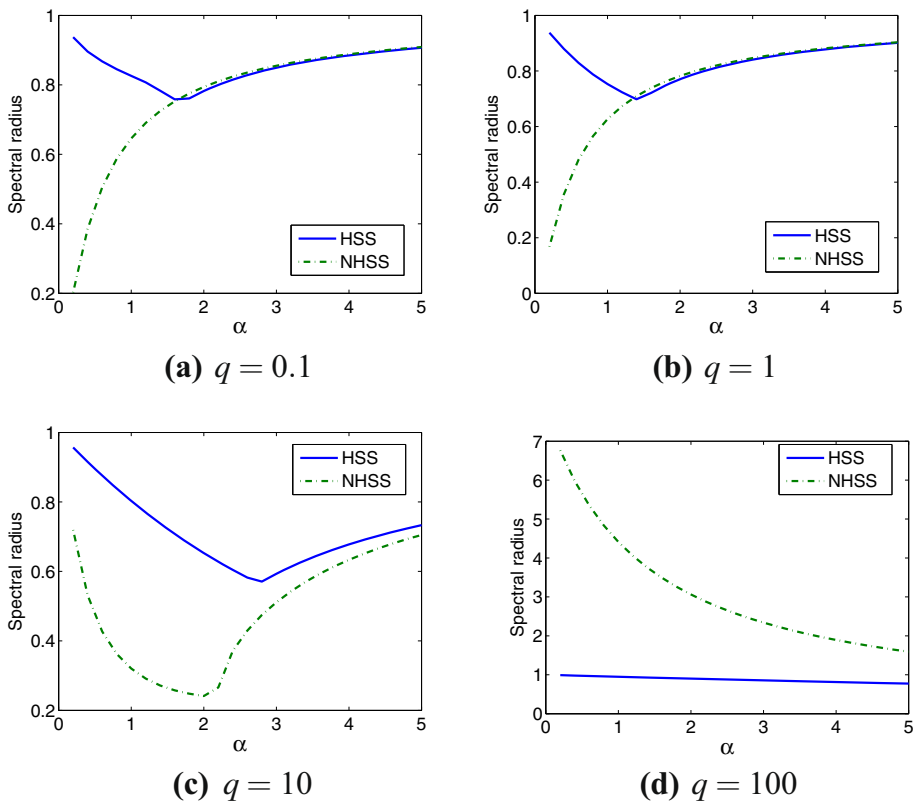 1
0.8
0.6
0.4
0.2
Spectral radius
HSS
NHSS
0 1 2 3 4 5
α
(a) q = 0.1
1
0.8
0.6
0.4
0.2
0
Spectral radius
HSS
NHSS
0 1 2 3 4 5
α
(b) q = 1
1
0.8
0.6
0.4
0.2
Spectral radius
HSS
NHSS
0 1 2 3 4 5
α
(c) q = 10
7
6
5
4
3
2
1
0
Spectral radius
HSS
NHSS
0 1 2 3 4 5
α
(d) q = 100